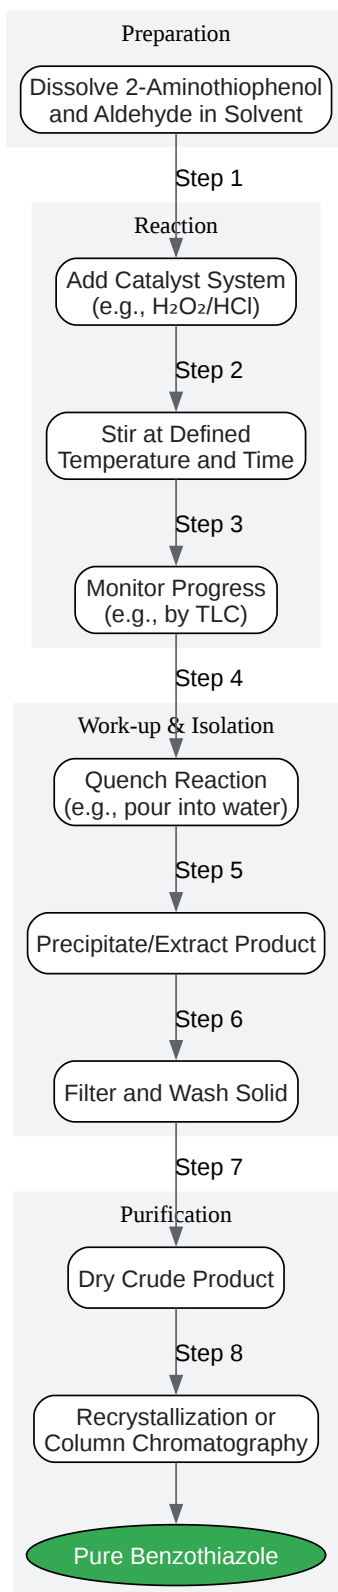 Preparation
Dissolve 2-Aminothiophenol
and Aldehyde in Solvent
Step 1
Reaction
Add Catalyst System
(e.g., H₂O₂/HCl)
Step 2
Stir at Defined
Temperature and Time
Step 3
Monitor Progress
(e.g., by TLC)
Step 4
Work-up & Isolation
Quench Reaction
(e.g., pour into water)
Step 5
Precipitate/Extract Product
Step 6
Filter and Wash Solid
Step 7
Purification
Dry Crude Product
Step 8
Recrystallization or
Column Chromatography
Pure Benzothiazole